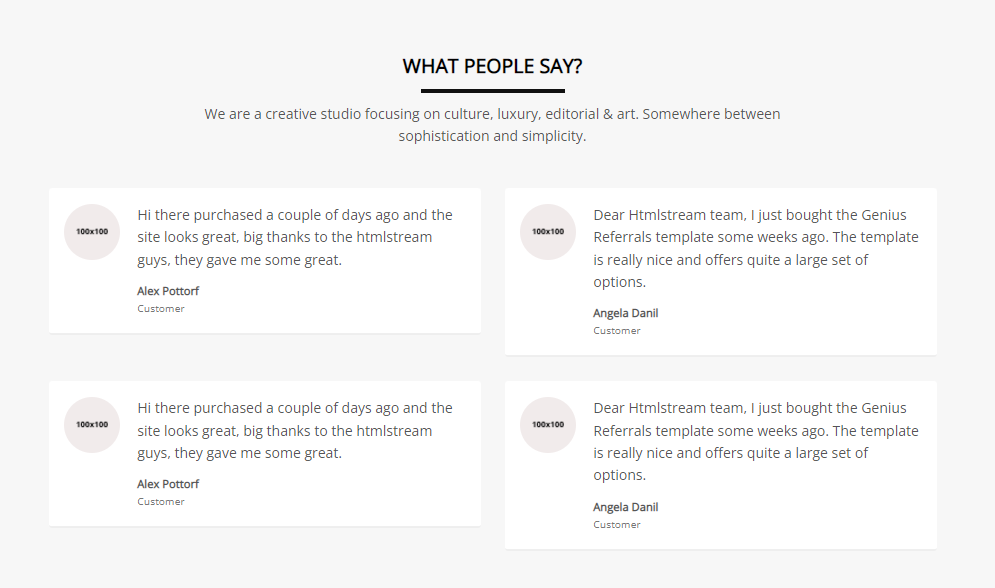 WHAT PEOPLE SAY?
We are a creative studio focusing on culture, luxury, editorial & art. Somewhere between
sophistication and simplicity.
100x100
Hi there purchased a couple of days ago and the
site looks great, big thanks to the htmlstream
guys, they gave me some great.
Alex Pottorf
Customer
100x100
Dear Htmlstream team, I just bought the Genius
Referrals template some weeks ago. The template
is really nice and offers quite a large set of
options.
Angela Danil
Customer
100x100
Hi there purchased a couple of days ago and the
site looks great, big thanks to the htmlstream
guys, they gave me some great.
Alex Pottorf
Customer
100x100
Dear Htmlstream team, I just bought the Genius
Referrals template some weeks ago. The template
is really nice and offers quite a large set of
options.
Angela Danil
Customer